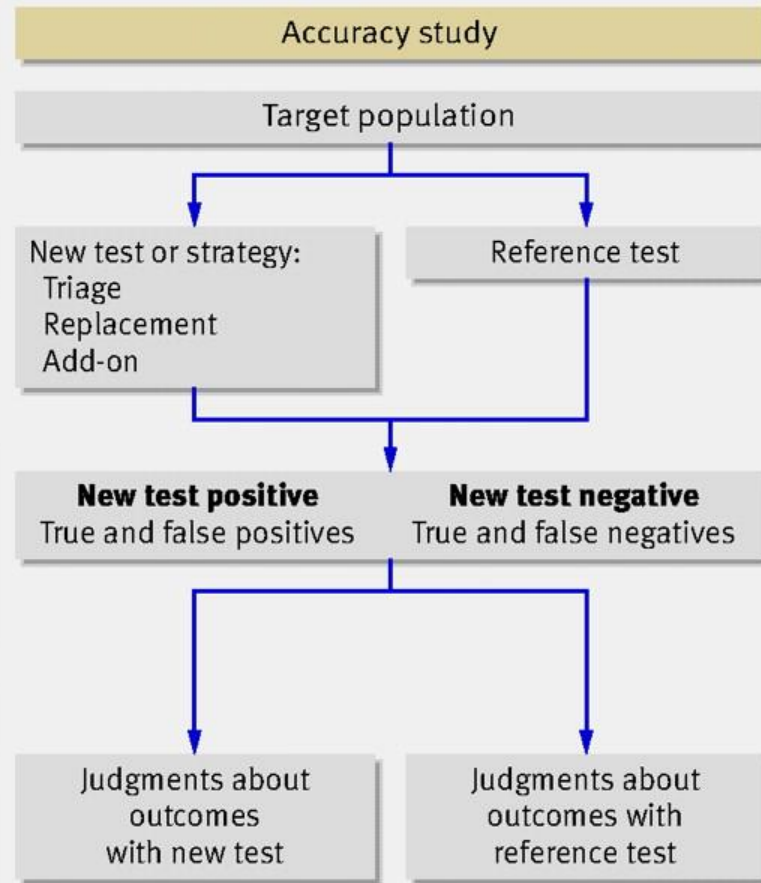 Accuracy study
Target population
New test or strategy:
Triage
Replacement
Add-on
Reference test
New test positive
True and false positives
New test negative
True and false negatives
Judgments about
outcomes
with new test
Judgments about
outcomes with
reference test